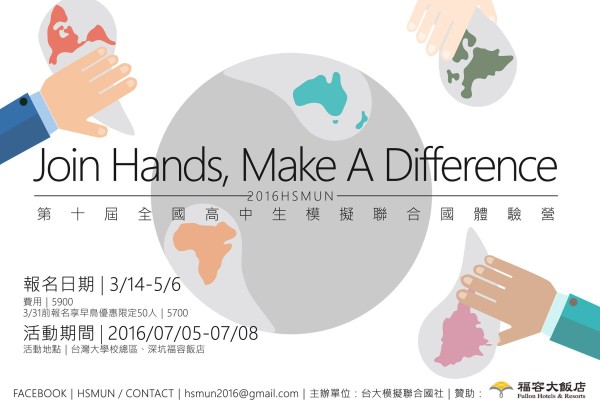 Join Hands, Make A Difference
2016HSMUN
第十屆全國高中生模擬聯合國體驗營
報名日期 | 3/14-5/6
費用 | 5900
3/31前報名享早鳥優惠限定50人 | 5700
活動期間 | 2016/07/05-07/08
活動地點 | 台灣大學校總區、深坑福容飯店
FACEBOOK | HSMUN / CONTACT | hsmun2016@gmail.com | 主辦單位：台大模擬聯合國社 | 贊助：
福容大飯店
Fullon Hotels & Resorts